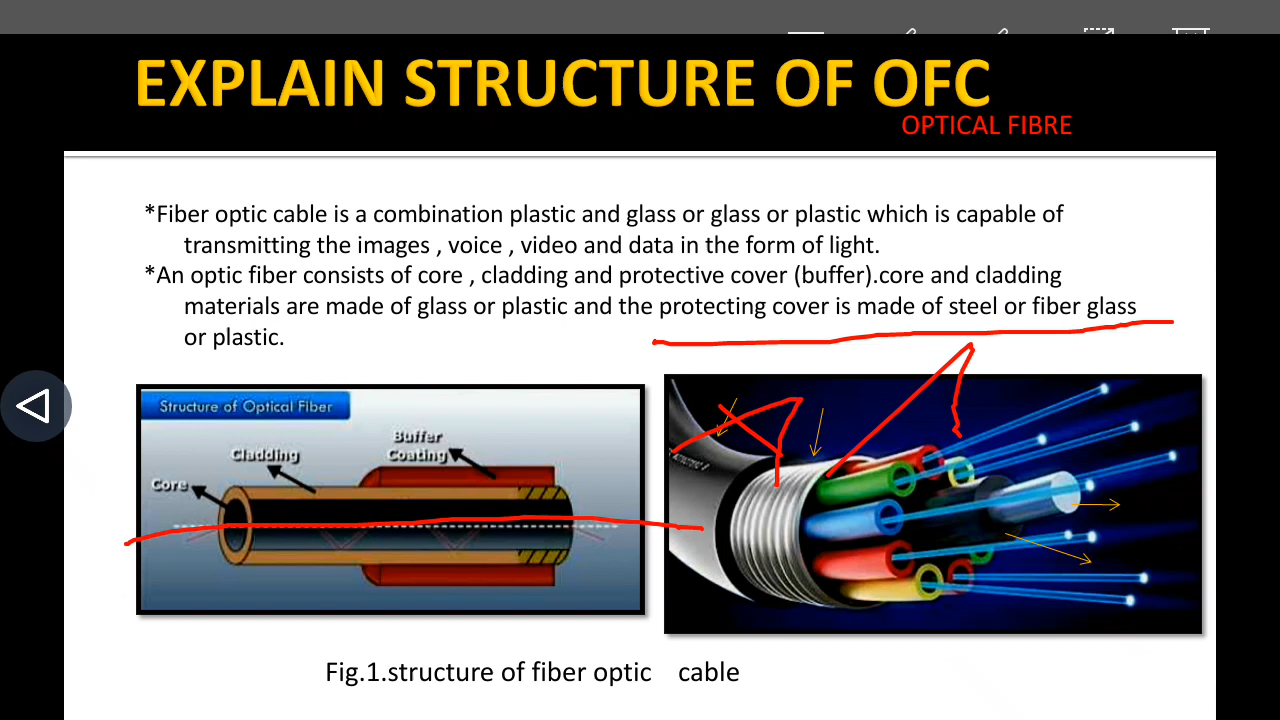 EXPLAIN STRUCTURE OF OFC
OPTICAL FIBRE
*Fiber optic cable is a combination plastic and glass or glass or plastic which is capable of
transmitting the images , voice , video and data in the form of light.
*An optic fiber consists of core , cladding and protective cover (buffer).core and cladding
materials are made of glass or plastic and the protecting cover is made of steel or fiber glass
or plastic.
Structure of Optical Fiber
Buffer
Coating
Cladding
Core
Fig.1.structure of fiber optic cable